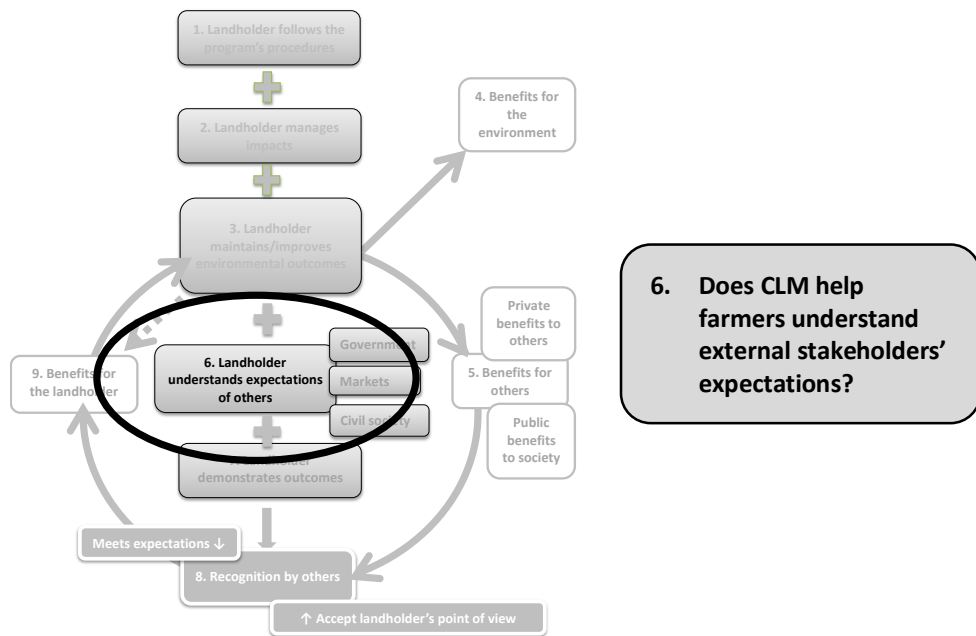 1. Landholder follows the
program's procedures
2. Landholder manages
impacts
3. Landholder
maintains/improves
environmental outcomes
4. Benefits for
the
environment
Private
benefits to
others
5. Benefits for
others
Public
benefits
to society
Government
Markets
Civil society
6. Landholder
understands expectations
of others
9. Benefits for
the landholder
Landholder
demonstrates outcomes
Meets expectations ↓
8. Recognition by others
↑ Accept landholder's point of view
6. Does CLM help
farmers understand
external stakeholders'
expectations?